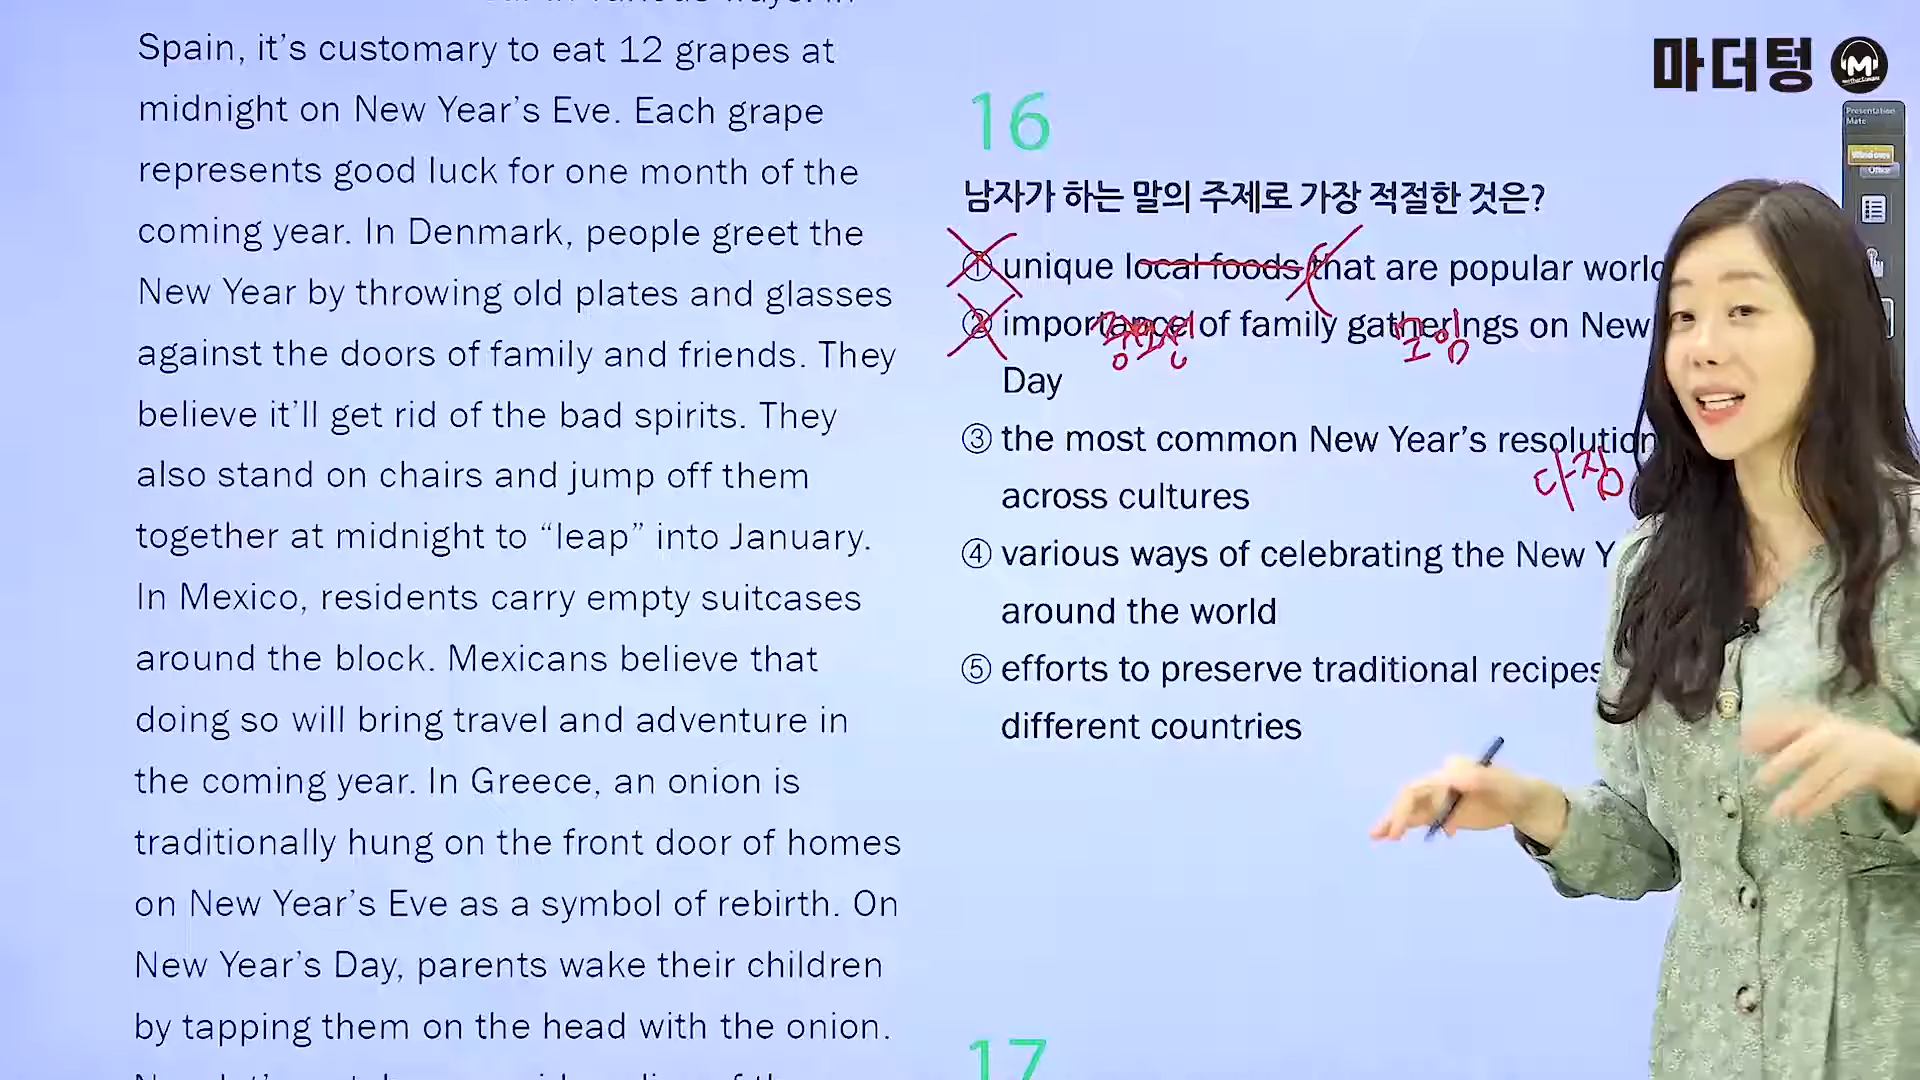 Spain, it's customary to eat 12 grapes at
midnight on New Year's Eve. Each grape
represents good luck for one month of the
coming year. In Denmark, people greet the
New Year by throwing old plates and glasses
against the doors of family and friends. They
believe it'll get rid of the bad spirits. They
also stand on chairs and jump off them
together at midnight to “leap” into January.
In Mexico, residents carry empty suitcases
around the block. Mexicans believe that
doing so will bring travel and adventure in
the coming year. In Greece, an onion is
traditionally hung on the front door of homes
on New Year's Eve as a symbol of rebirth. On
New Year's Day, parents wake their children
by tapping them on the head with the onion.
16
남자가 하는 말의 주제로 가장 적절한 것은?
① unique local foods that are popular
② importance of family gatherings on New
중요성 모임
Day
③ the most common New Year's resolution
다짐
across cultures
④ various ways of celebrating the New
around the world
⑤ efforts to preserve traditional recipes
different countries
17
마더텅
M
Presentation
Mate
Windows
Office